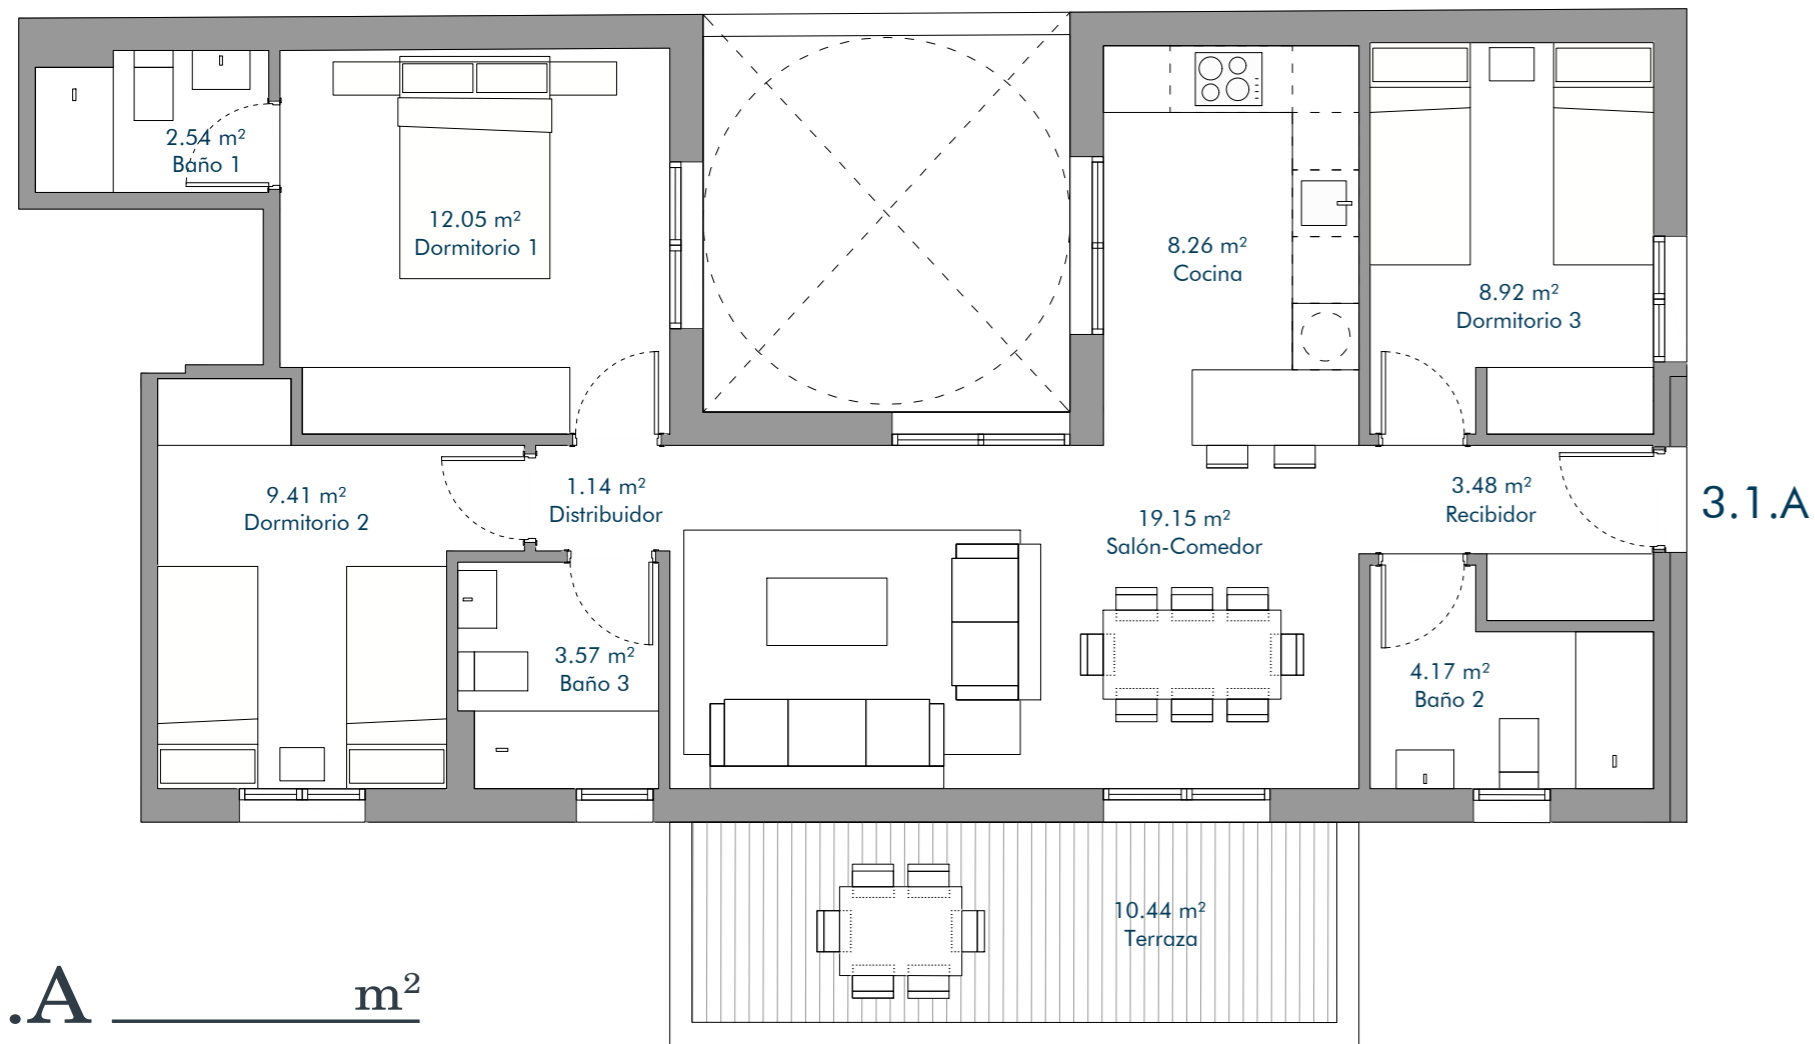 2.54 m²
Baño 1
12.05 m²
Dormitorio 1
8.26 m²
Cocina
8.92 m²
Dormitorio 3
9.41 m²
Dormitorio 2
1.14 m²
Distribuidor
19.15 m²
Salón-Comedor
3.48 m²
Recibidor
3.1.A
3.57 m²
Baño 3
4.17 m²
Baño 2
10.44 m²
Terraza
.A m²